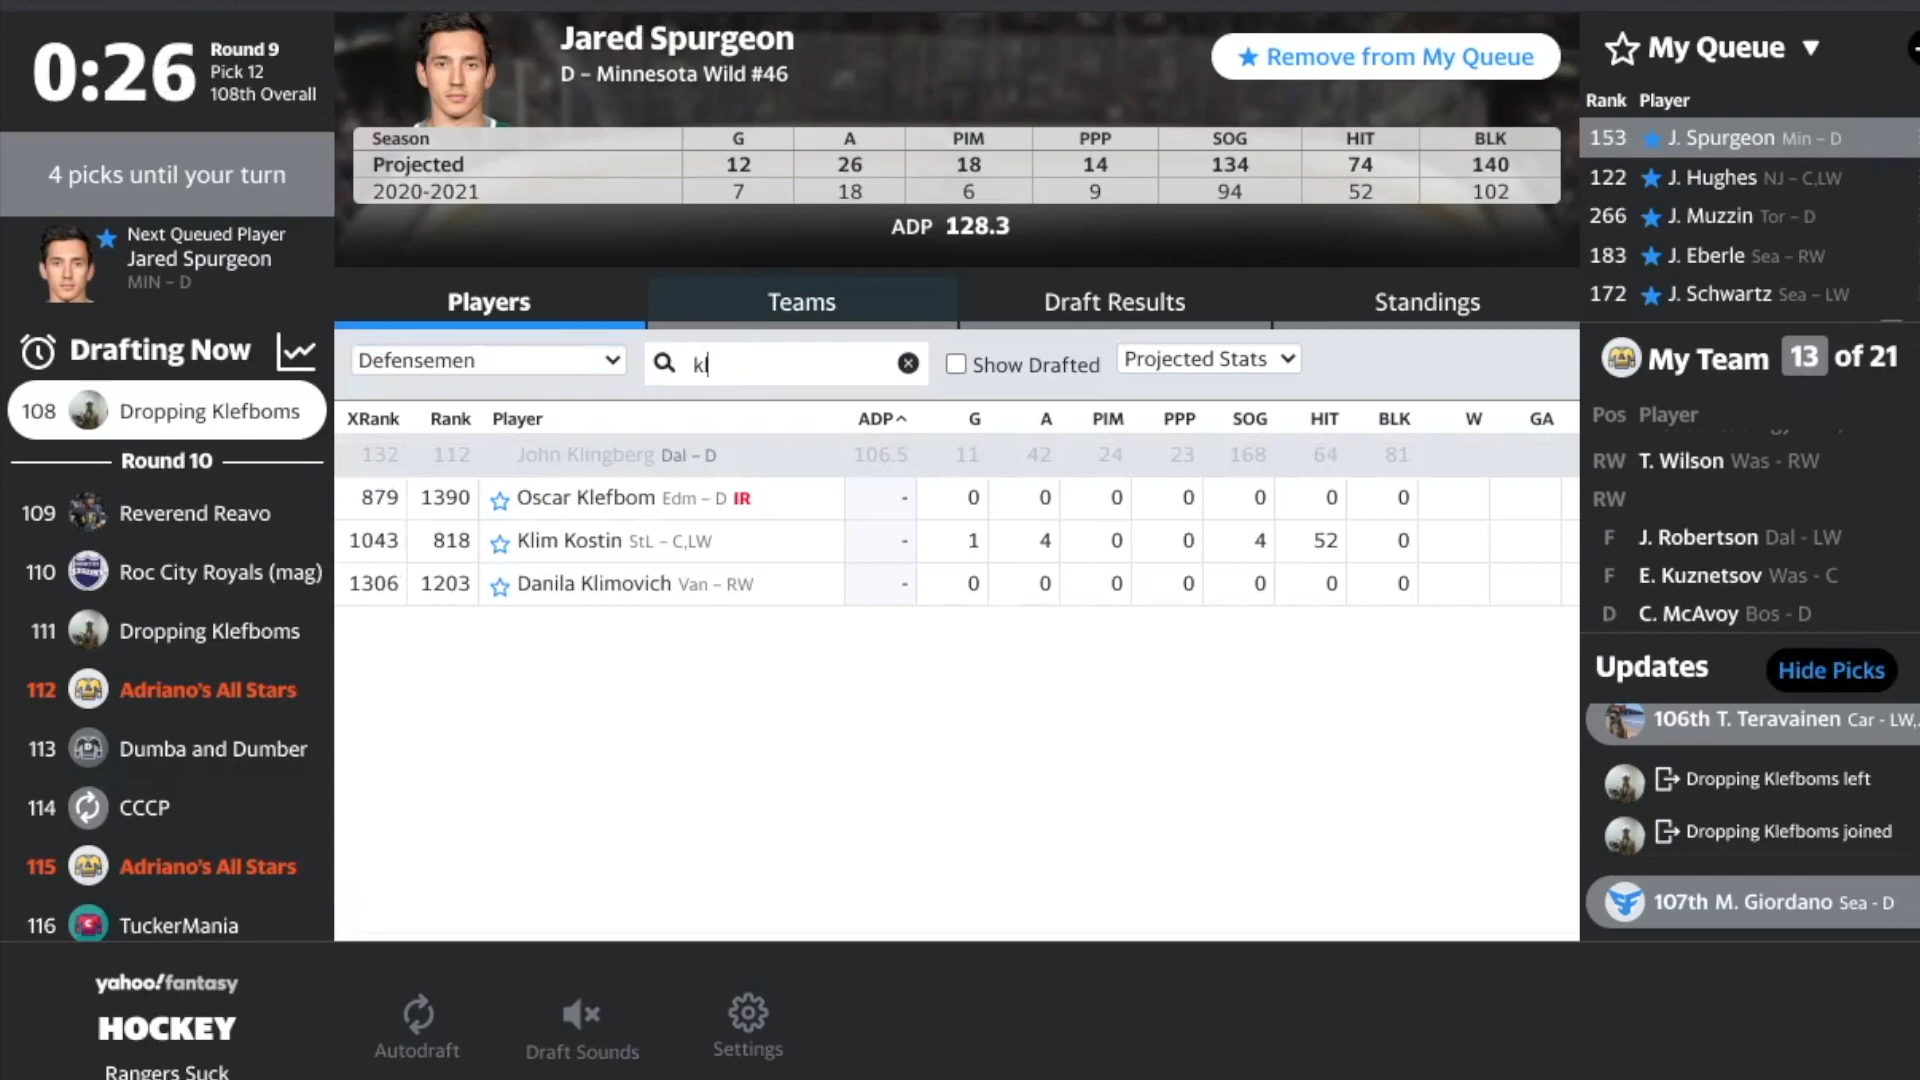 0:26
Round 9
Pick 12
108th Overall
4 picks until your turn
Next Queued Player
Jared Spurgeon
MIN – D
Drafting Now
108 Dropping Klefboms
Round 10
109 Reverend Reavo
110 Roc City Royals (mag)
111 Dropping Klefboms
112 Adriano's All Stars
113 Dumba and Dumber
114 CCCP
115 Adriano's All Stars
116 TuckerMania
Jared Spurgeon
D – Minnesota Wild #46
Remove from My Queue
Season G A PIM PPP SOG HIT BLK
Projected 12 26 18 14 134 74 140
2020-2021 7 18 6 9 94 52 102
ADP 128.3
Players Teams Draft Results Standings
Defensemen kl Show Drafted Projected Stats
XRank Rank Player ADP G A PIM PPP SOG HIT BLK W GA
132 112 John Klingberg Dal – D 106.5 11 42 24 23 168 64 81
879 1390 Oscar Klefbom Edm – D IR - 0 0 0 0 0 0 0
1043 818 Klim Kostin StL – C,LW - 1 4 0 0 4 52 0
1306 1203 Danila Klimovich Van – RW - 0 0 0 0 0 0 0
My Queue
Rank Player
153 J. Spurgeon Min – D
122 J. Hughes NJ – C,LW
266 J. Muzzin Tor – D
183 J. Eberle Sea – RW
172 J. Schwartz Sea – LW
My Team 13 of 21
Pos Player
RW T. Wilson Was - RW
RW
F J. Robertson Dal - LW
F E. Kuznetsov Was - C
D C. McAvoy Bos - D
Updates Hide Picks
106th T. Teravainen Car - LW,
Dropping Klefboms left
Dropping Klefboms joined
107th M. Giordano Sea - D
yahoo!fantasy
HOCKEY
Rangers Suck
Autodraft
Draft Sounds
Settings